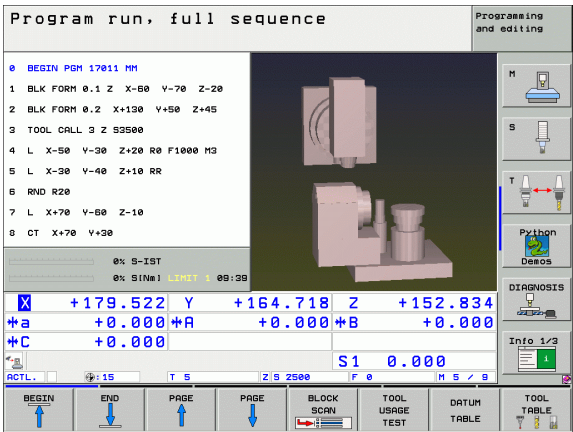 Program run, full sequence
Programming
and editing
0 BEGIN PGM 17011 MM
1 BLK FORM 0.1 Z X-60 Y-70 Z-20
2 BLK FORM 0.2 X+130 Y+50 Z+45
3 TOOL CALL 3 Z S3500
4 L X-50 Y-30 Z+20 R0 F1000 M3
5 L X-30 Y-40 Z+10 RR
6 RND R20
7 L X+70 Y-60 Z-10
8 CT X+70 Y+30
0% S-IST
0% S[Nm] LIMIT 1 09:39
X +179.522 Y +164.718 Z +152.834
a +0.000 A +0.000 B +0.000
C +0.000
S1 0.000
ACTL. : 15 T 5 Z S 2500 F 0 M 5 / 9
M
S
T
Python
Demos
DIAGNOSIS
Info 1/3
i
BEGIN
END
PAGE
PAGE
BLOCK
SCAN
TOOL
USAGE
TEST
DATUM
TABLE
TOOL
TABLE